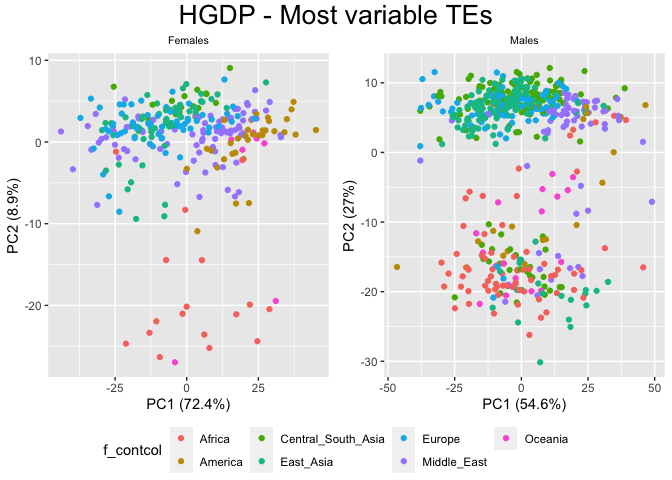 HGDP - Most variable TEs
Females
Males
10
0
-10
-20
PC2 (8.9%)
-25
0
25
PC1 (72.4%)
10
0
-10
-20
-30
PC2 (27%)
-50
-25
0
25
50
PC1 (54.6%)
f_contcol
Africa
Central_South_Asia
Europe
Oceania
America
East_Asia
Middle_East